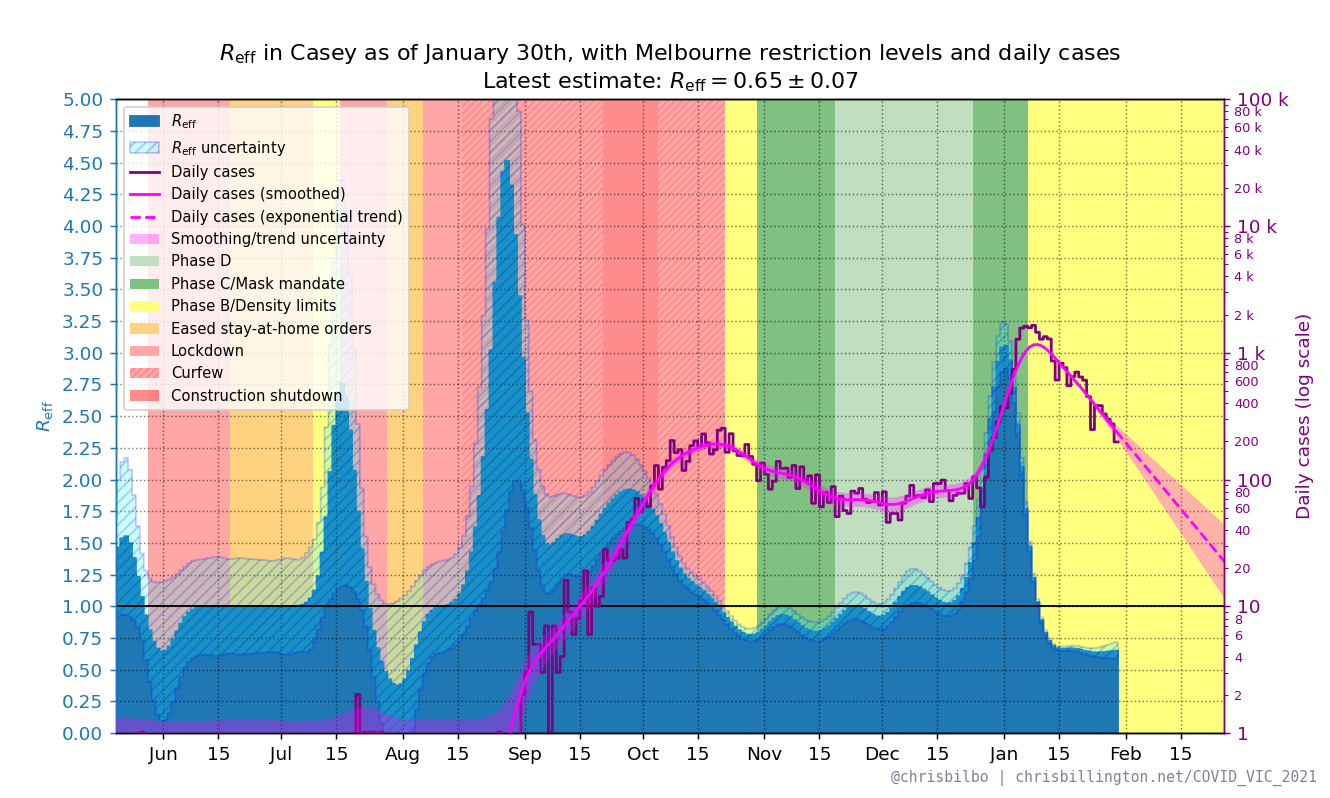 R_eff in Casey as of January 30th, with Melbourne restriction levels and daily cases
Latest estimate: R_eff = 0.65 ± 0.07
R_eff
R_eff uncertainty
Daily cases
Daily cases (smoothed)
Daily cases (exponential trend)
Smoothing/trend uncertainty
Phase D
Phase C/Mask mandate
Phase B/Density limits
Eased stay-at-home orders
Lockdown
Curfew
Construction shutdown
R_eff
5.00
4.75
4.50
4.25
4.00
3.75
3.50
3.25
3.00
2.75
2.50
2.25
2.00
1.75
1.50
1.25
1.00
0.75
0.50
0.25
0.00
Jun 15 Jul 15 Aug 15 Sep 15 Oct 15 Nov 15 Dec 15 Jan 15 Feb 15
100 k
80 k
60 k
40 k
20 k
10 k
8 k
6 k
4 k
2 k
1 k
800
600
400
200
100
80
60
40
20
10
8
6
4
2
1
Daily cases (log scale)
@chrisbilbo | chrisbillington.net/COVID_VIC_2021